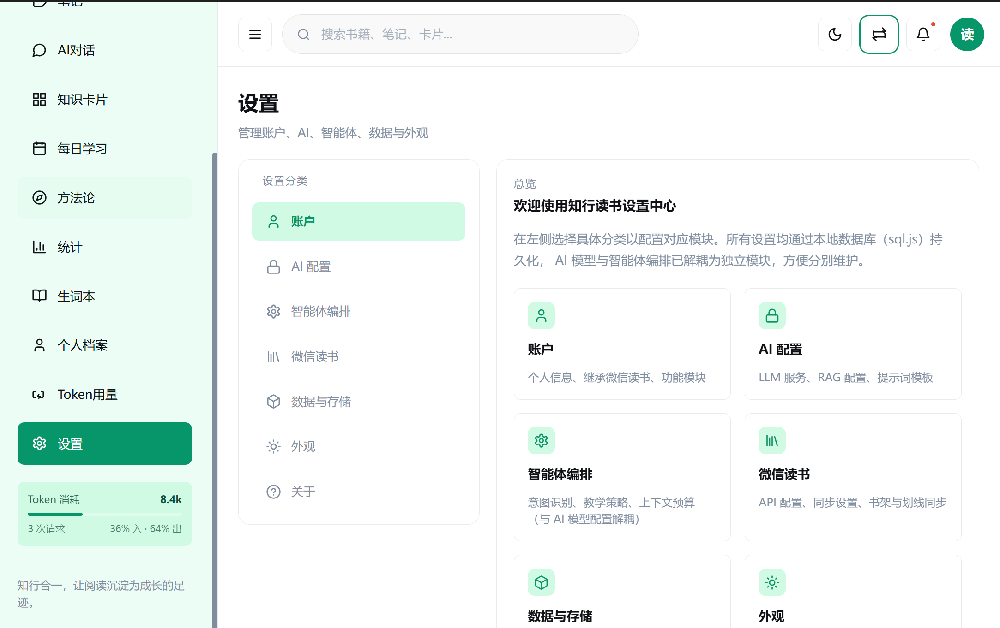 笔记
AI对话
知识卡片
每日学习
方法论
统计
生词本
个人档案
Token用量
设置
Token 消耗
8.4k
3 次请求
36% 入 · 64% 出
知行合一，让阅读沉淀为成长的足
迹。
搜索书籍、笔记、卡片...
读
设置
管理账户、AI、智能体、数据与外观
设置分类
账户
AI 配置
智能体编排
微信读书
数据与存储
外观
关于
总览
欢迎使用知行读书设置中心
在左侧选择具体分类以配置对应模块。所有设置均通过本地数据库（sql.js）持
久化， AI 模型与智能体编排已解耦为独立模块，方便分别维护。
账户
个人信息、继承微信读书、功能模块
AI 配置
LLM 服务、RAG 配置、提示词模板
智能体编排
意图识别、教学策略、上下文预算
（与 AI 模型配置解耦）
微信读书
API 配置、同步设置、书架与划线同步
数据与存储
外观